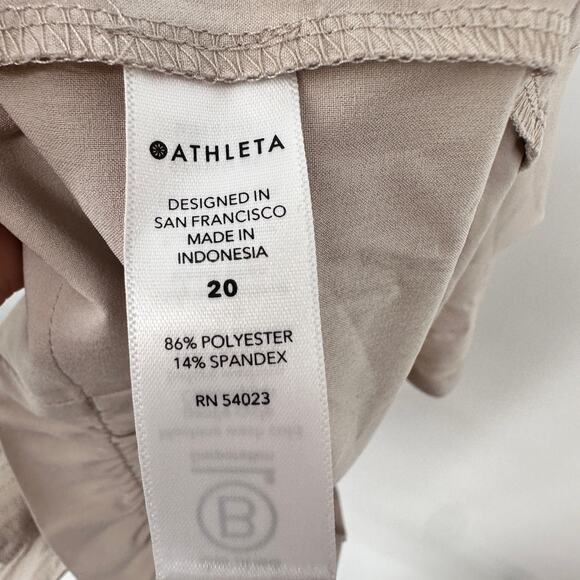 ATHLETA
DESIGNED IN
SAN FRANCISCO
MADE IN
INDONESIA
20
86% POLYESTER
14% SPANDEX
RN 54023
B